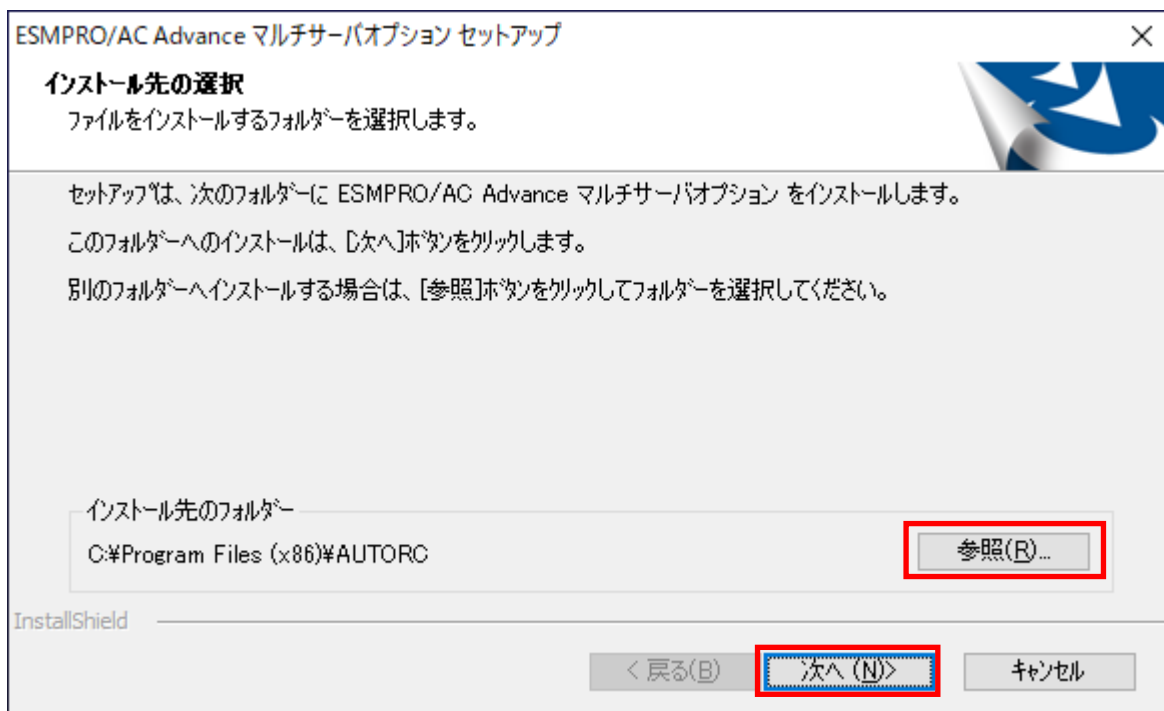 ESMPRO/AC Advance マルチサーバオプション セットアップ
インストール先の選択
ファイルをインストールするフォルダーを選択します。
セットアップは、次のフォルダーに ESMPRO/AC Advance マルチサーバオプション をインストールします。
このフォルダーへのインストールは、[次へ]ボタンをクリックします。
別のフォルダーへインストールする場合は、[参照]ボタンをクリックしてフォルダーを選択してください。
インストール先のフォルダー
C:¥Program Files (x86)¥AUTORC
参照(R)...
InstallShield
< 戻る(B)
次へ (N)>
キャンセル